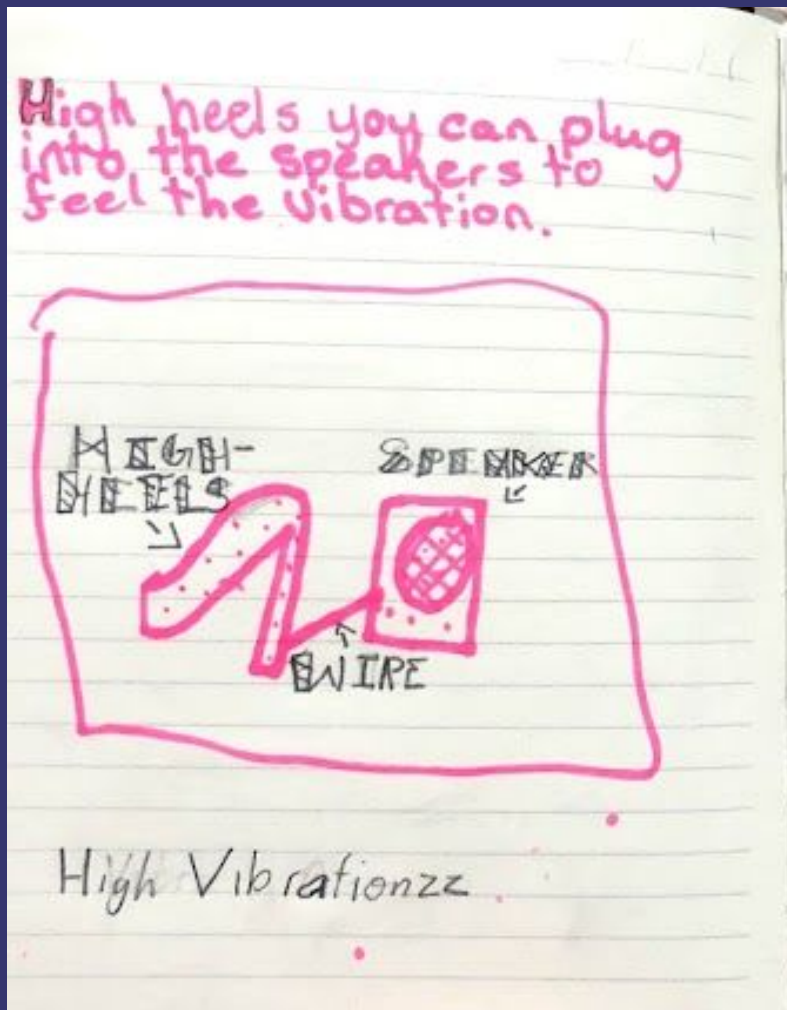 High heels you can plug
into the speakers to
feel the vibration.
HIGH-
HEELS
SPEAKER
WIRE
High Vibrationzz